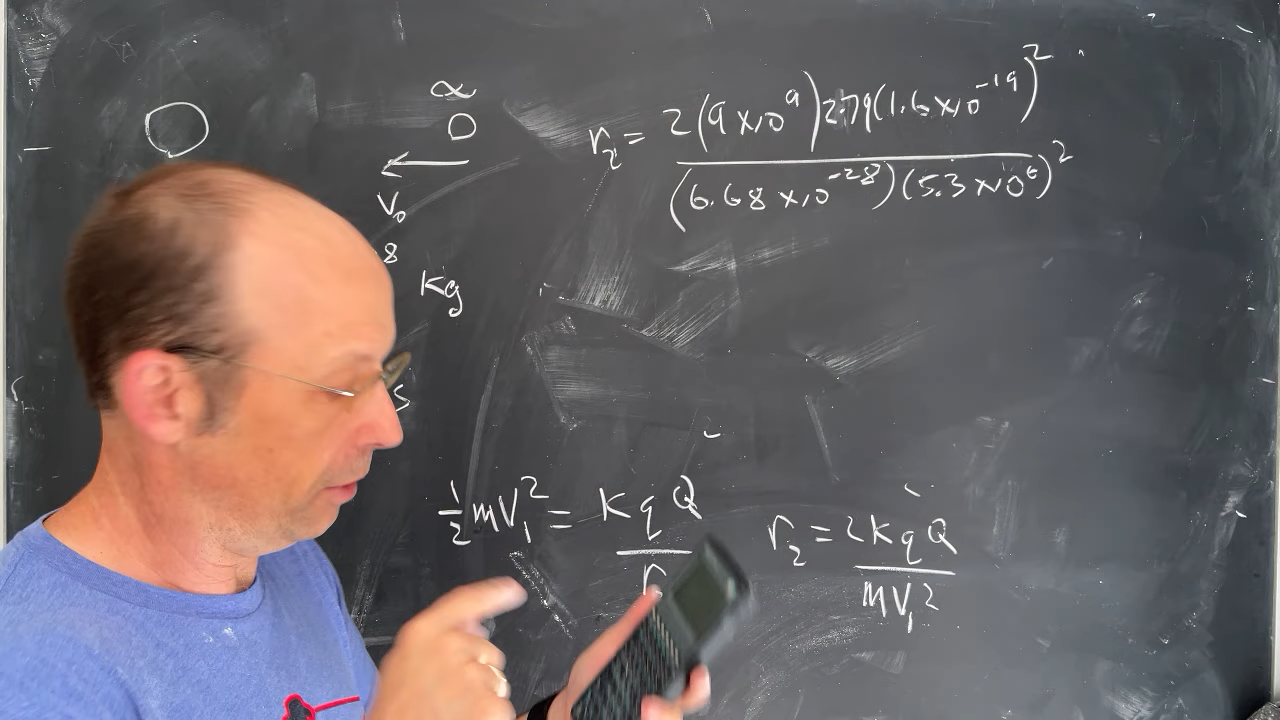 α
V₀
8
Kg
s
r₂ = 2(9×10⁹)2·79(1.6×10⁻¹⁹)² / (6.68×10⁻²⁸)(5.3×10⁶)²
½mV₁² = KqQ / r
r₂ = 2KqQ / mV₁²